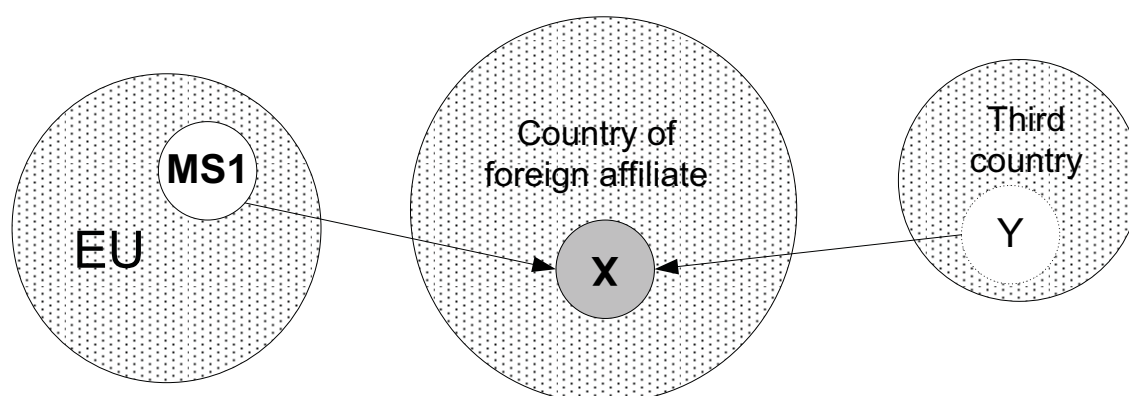 MS1
EU
Country of
foreign affiliate
X
Third
country
Y